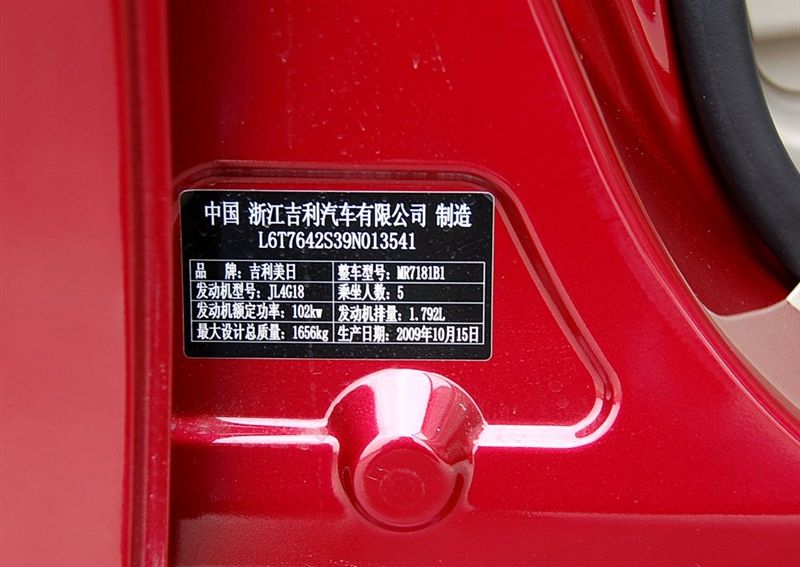 中国 浙江吉利汽车有限公司 制造
L6T7642S39N013541
品 牌：吉利美日 整车型号：MR7181B1
发动机型号：JL4G18 乘坐人数：5
发动机额定功率：102kw 发动机排量：1.792L
最大设计总质量：1656kg 生产日期：2009年10月15日